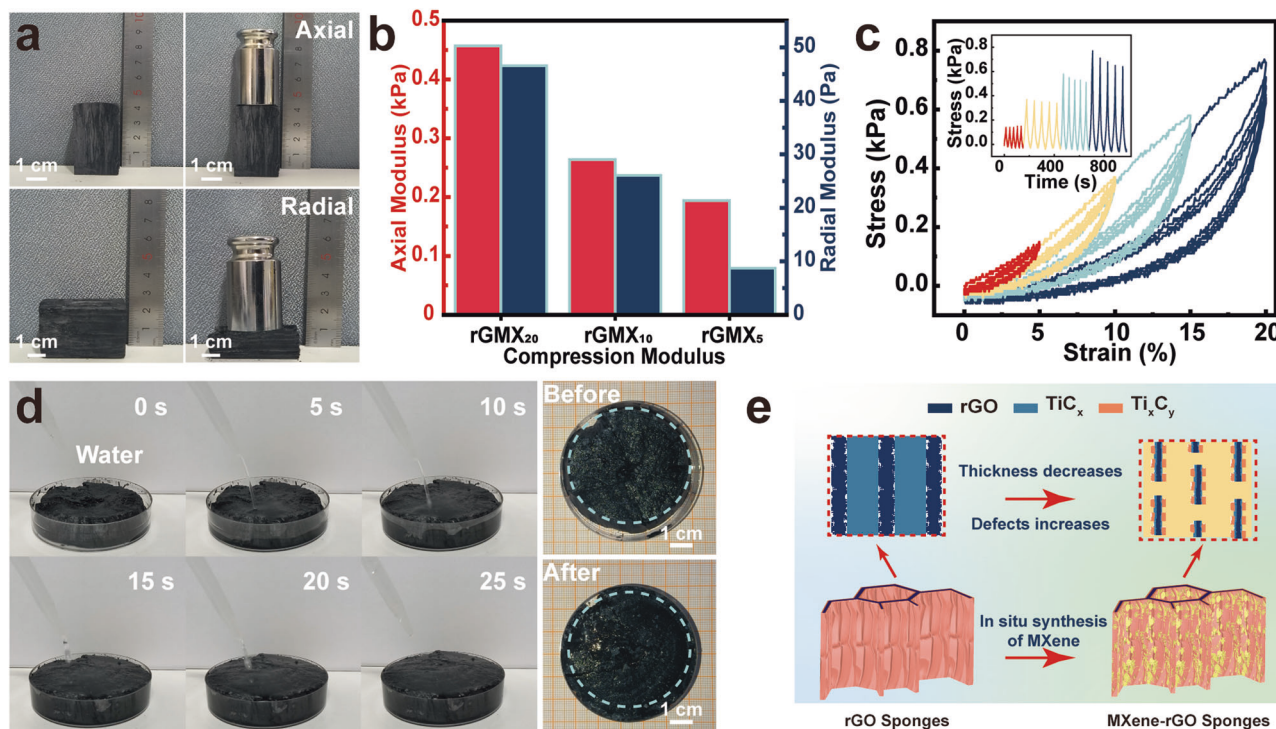 a
Axial
1 cm
1 cm
Radial
1 cm
1 cm
b
Axial Modulus (kPa)
0.5
0.4
0.3
0.2
0.1
0
Radial Modulus (Pa)
50
40
30
20
10
0
rGMX₂₀ rGMX₁₀ rGMX₅
Compression Modulus
c
Stress (kPa)
0.8
0.6
0.4
0.2
0.0
Stress (kPa)
0.8
0.4
0.0
0 400 800
Time (s)
0 5 10 15 20
Strain (%)
d
0 s
Water
5 s
10 s
15 s
20 s
25 s
Before
1 cm
After
1 cm
e
rGO TiCₓ TiₓCᵧ
Thickness decreases
Defects increases
In situ synthesis
of MXene
rGO Sponges
MXene-rGO Sponges